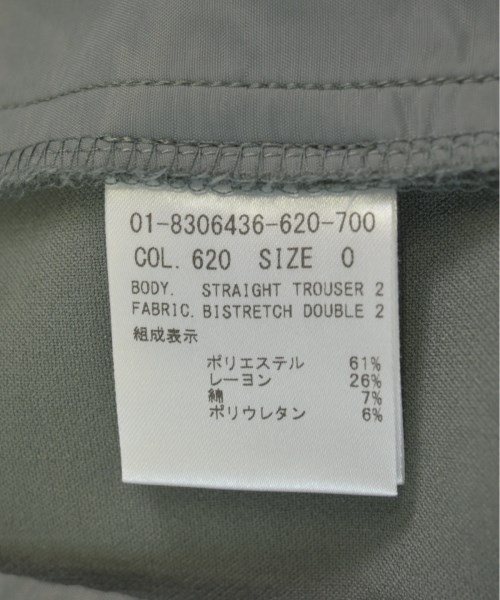 01-8306436-620-700
COL. 620 SIZE 0
BODY. STRAIGHT TROUSER 2
FABRIC. BISTRETCH DOUBLE 2
組成表示
ポリエステル 61%
レーヨン 26%
綿 7%
ポリウレタン 6%